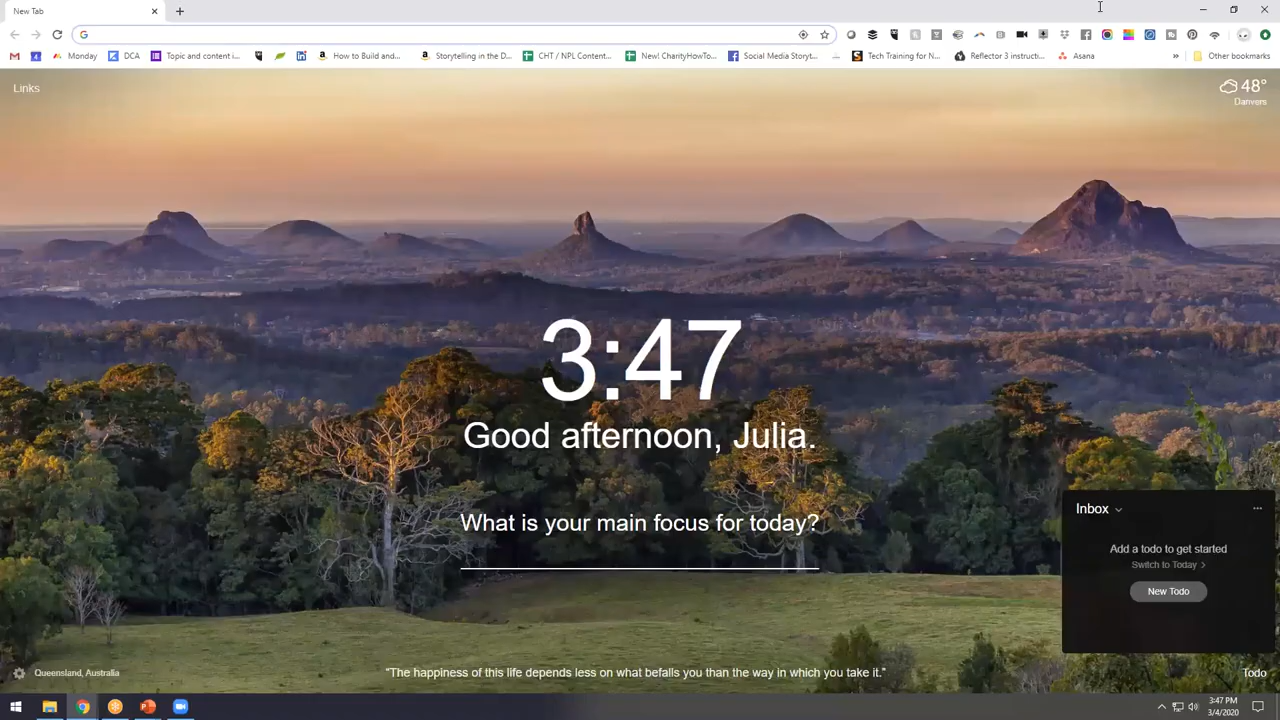 New Tab
Monday
DCA
Topic and content i...
How to Build and...
Storytelling in the D...
CHT / NPL Content...
New! CharityHowTo...
Social Media Storyt...
Tech Training for N...
Reflector 3 instructi...
Asana
»
Other bookmarks
Links
48°
Danvers
3:47
Good afternoon, Julia.
What is your main focus for today?
Inbox
Add a todo to get started
Switch to Today >
New Todo
Queensland, Australia
"The happiness of this life depends less on what befalls you than the way in which you take it."
Todo
3:47 PM
3/4/2020